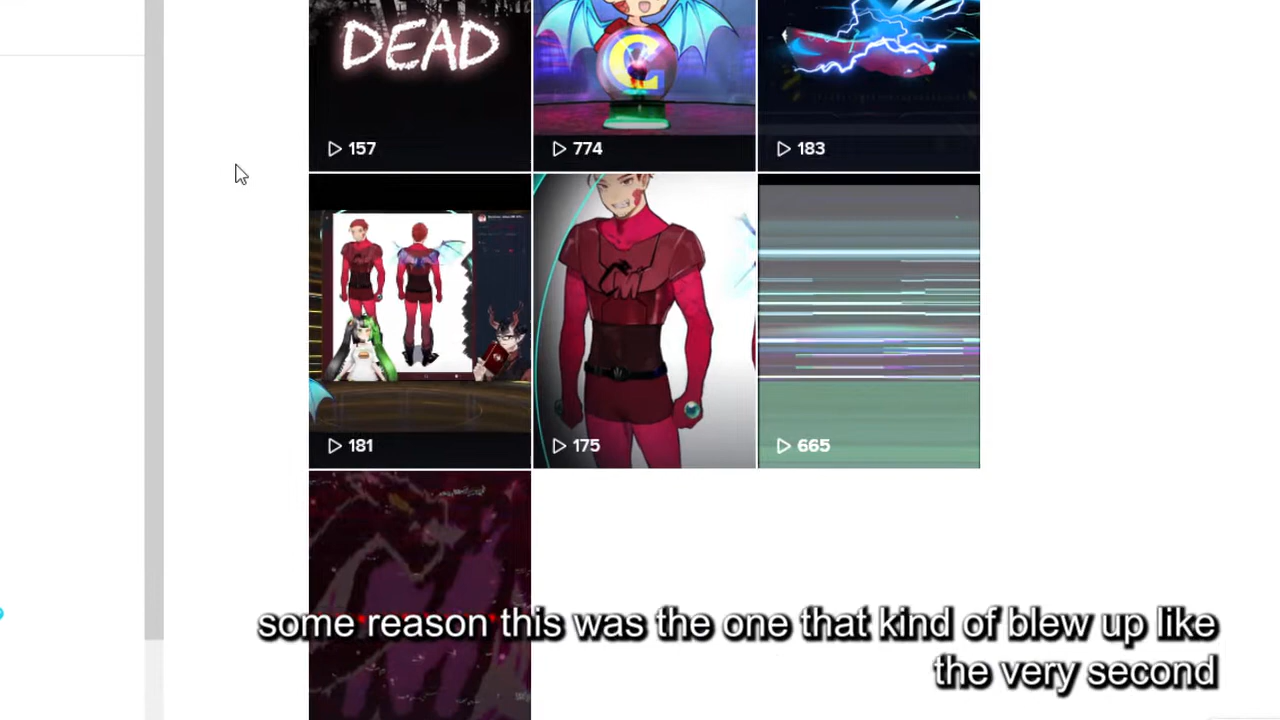 DEAD
157
774
183
181
175
665
some reason this was the one that kind of blew up like
the very second